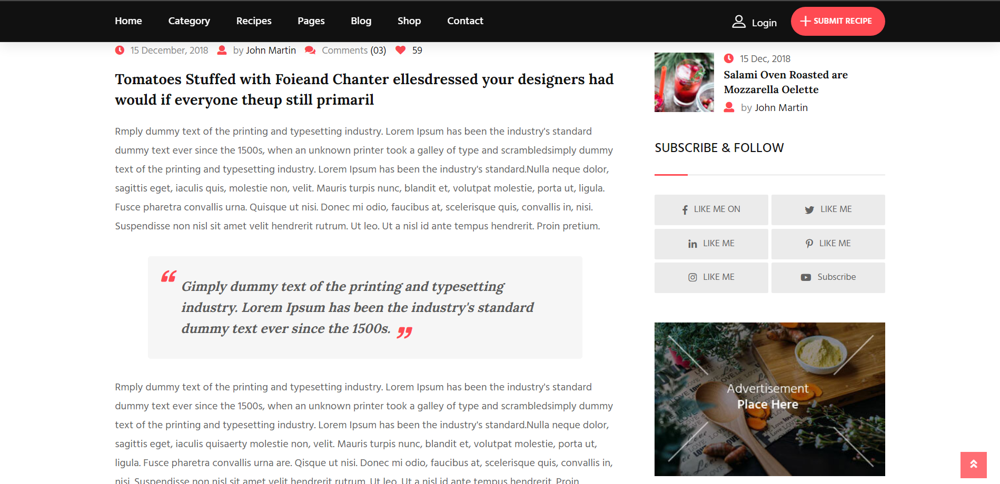 Home Category Recipes Pages Blog Shop Contact Login SUBMIT RECIPE
15 December, 2018 by John Martin Comments (03) 59
Tomatoes Stuffed with Foieand Chanter ellesdressed your designers had
would if everyone theup still primaril
Rmply dummy text of the printing and typesetting industry. Lorem Ipsum has been the industry's standard
dummy text ever since the 1500s, when an unknown printer took a galley of type and scrambledsimply dummy
text of the printing and typesetting industry. Lorem Ipsum has been the industry's standard.Nulla neque dolor,
sagittis eget, iaculis quis, molestie non, velit. Mauris turpis nunc, blandit et, volutpat molestie, porta ut, ligula.
Fusce pharetra convallis urna. Quisque ut nisi. Donec mi odio, faucibus at, scelerisque quis, convallis in, nisi.
Suspendisse non nisl sit amet velit hendrerit rutrum. Ut leo. Ut a nisl id ante tempus hendrerit. Proin pretium.
“ Gimply dummy text of the printing and typesetting
industry. Lorem Ipsum has been the industry's standard
dummy text ever since the 1500s. ”
Rmply dummy text of the printing and typesetting industry. Lorem Ipsum has been the industry's standard
dummy text ever since the 1500s, when an unknown printer took a galley of type and scrambledsimply dummy
text of the printing and typesetting industry. Lorem Ipsum has been the industry's standard.Nulla neque dolor,
sagittis eget, iaculis quisaerty molestie non, velit. Mauris turpis nunc, blandit et, volutpat molestie, porta ut,
ligula. Fusce pharetra convallis urna are. Qisque ut nisi. Donec mi odio, faucibus at, scelerisque quis, convallis in,
nisi. Suspendisse non nisl sit amet velit hendrerit rutrum. Ut leo. Ut a nisl id ante tempus hendrerit. Proin
15 Dec, 2018
Salami Oven Roasted are
Mozzarella Oelette
by John Martin
SUBSCRIBE & FOLLOW
LIKE ME ON LIKE ME
LIKE ME LIKE ME
LIKE ME Subscribe
Advertisement
Place Here